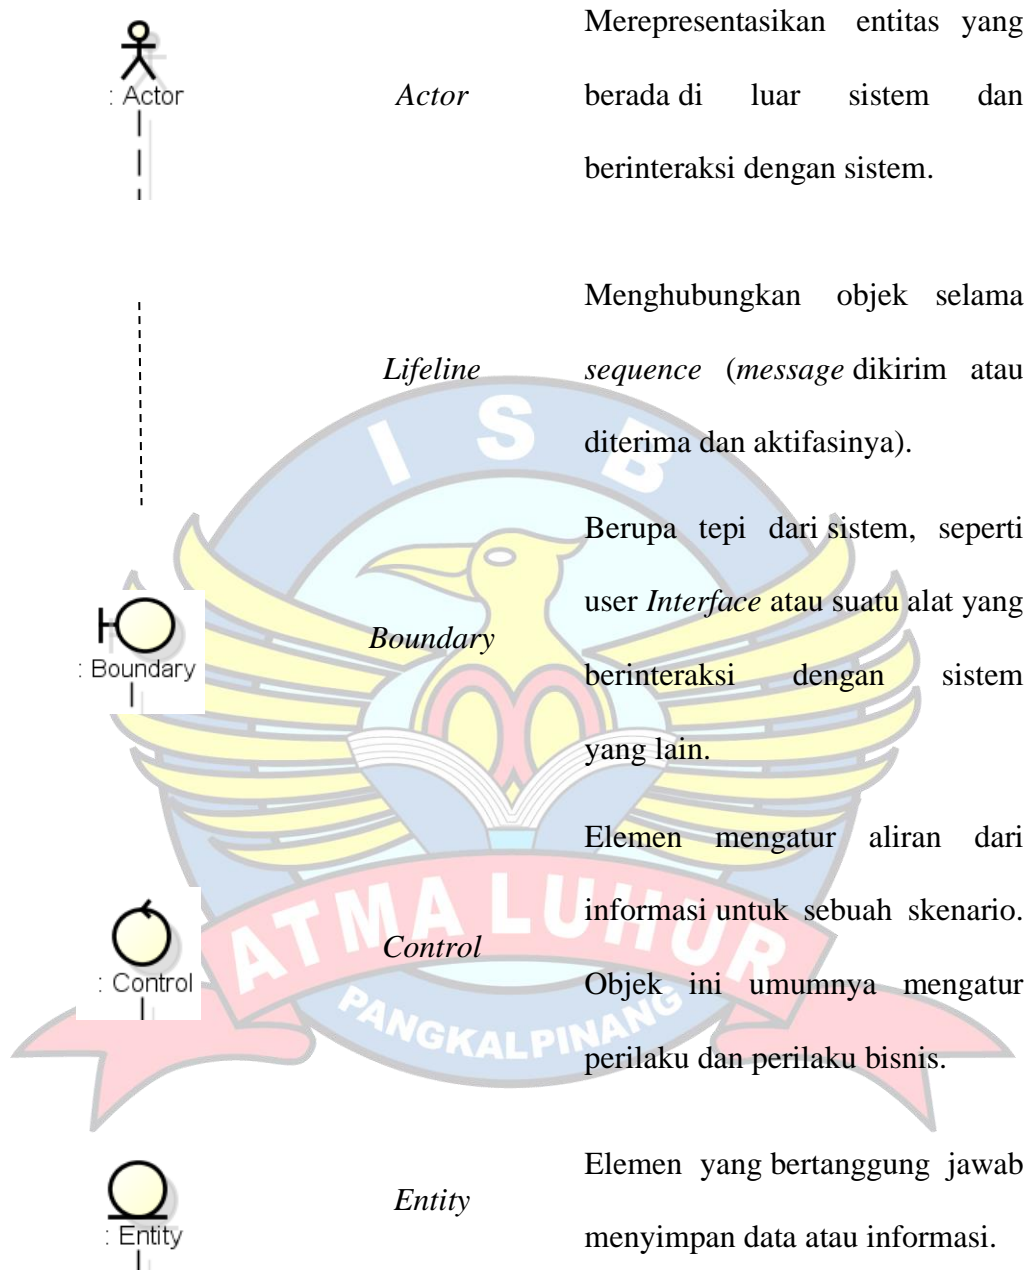 : Actor
Actor
Merepresentasikan entitas yang
berada di luar sistem dan
berinteraksi dengan sistem.
Lifeline
Menghubungkan objek selama
sequence (message dikirim atau
diterima dan aktifasinya).
: Boundary
Boundary
Berupa tepi dari sistem, seperti
user Interface atau suatu alat yang
berinteraksi dengan sistem
yang lain.
: Control
Control
Elemen mengatur aliran dari
informasi untuk sebuah skenario.
Objek ini umumnya mengatur
perilaku dan perilaku bisnis.
: Entity
Entity
Elemen yang bertanggung jawab
menyimpan data atau informasi.
ISB
ATMA LUHUR
PANGKALPINANG